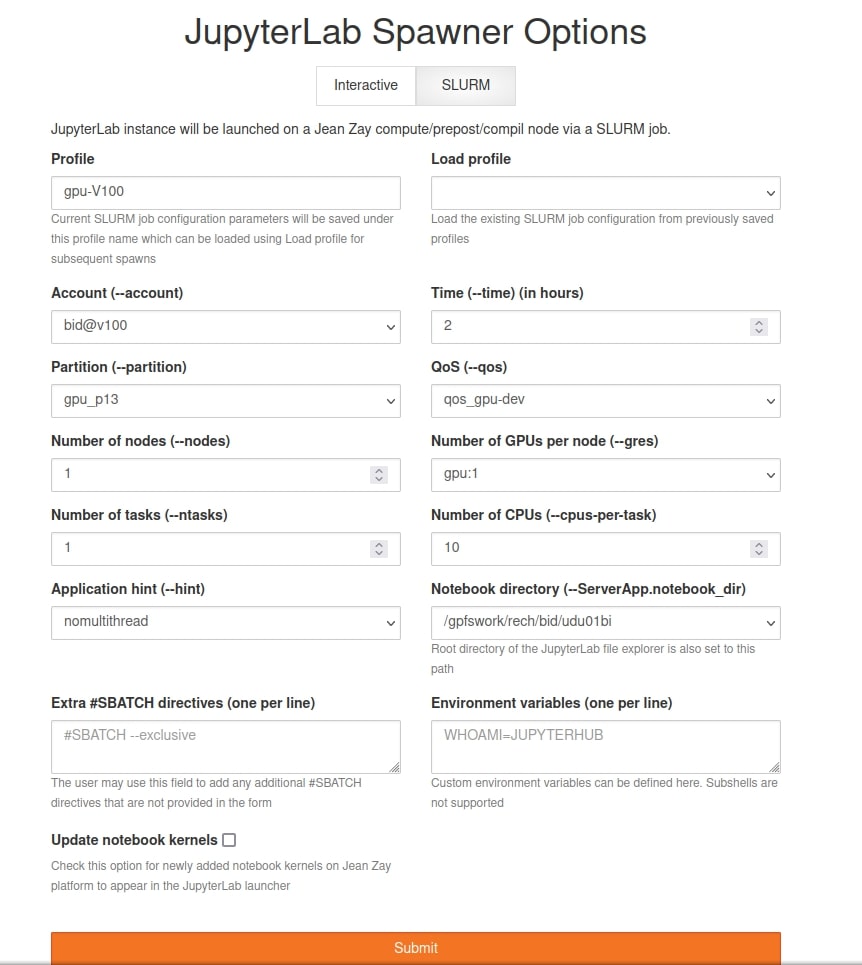 JupyterLab Spawner Options
Interactive
SLURM
JupyterLab instance will be launched on a Jean Zay compute/prepost/compil node via a SLURM job.
Profile
gpu-V100
Current SLURM job configuration parameters will be saved under
this profile name which can be loaded using Load profile for
subsequent spawns
Load profile
Load the existing SLURM job configuration from previously saved
profiles
Account (--account)
bid@v100
Time (--time) (in hours)
2
Partition (--partition)
gpu_p13
QoS (--qos)
qos_gpu-dev
Number of nodes (--nodes)
1
Number of GPUs per node (--gres)
gpu:1
Number of tasks (--ntasks)
1
Number of CPUs (--cpus-per-task)
10
Application hint (--hint)
nomultithread
Notebook directory (--ServerApp.notebook_dir)
/gpfswork/rech/bid/udu01bi
Root directory of the JupyterLab file explorer is also set to this
path
Extra #SBATCH directives (one per line)
#SBATCH --exclusive
The user may use this field to add any additional #SBATCH
directives that are not provided in the form
Environment variables (one per line)
WHOAMI=JUPYTERHUB
Custom environment variables can be defined here. Subshells are
not supported
Update notebook kernels
Check this option for newly added notebook kernels on Jean Zay
platform to appear in the JupyterLab launcher
Submit